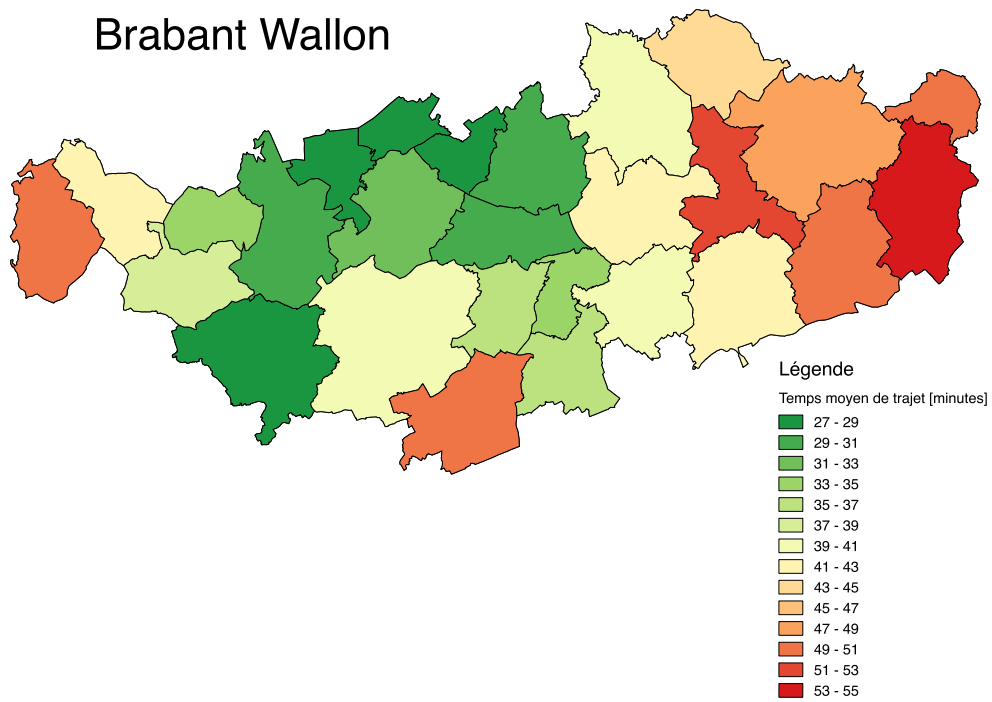 Brabant Wallon
Légende
Temps moyen de trajet [minutes]
27 - 29
29 - 31
31 - 33
33 - 35
35 - 37
37 - 39
39 - 41
41 - 43
43 - 45
45 - 47
47 - 49
49 - 51
51 - 53
53 - 55